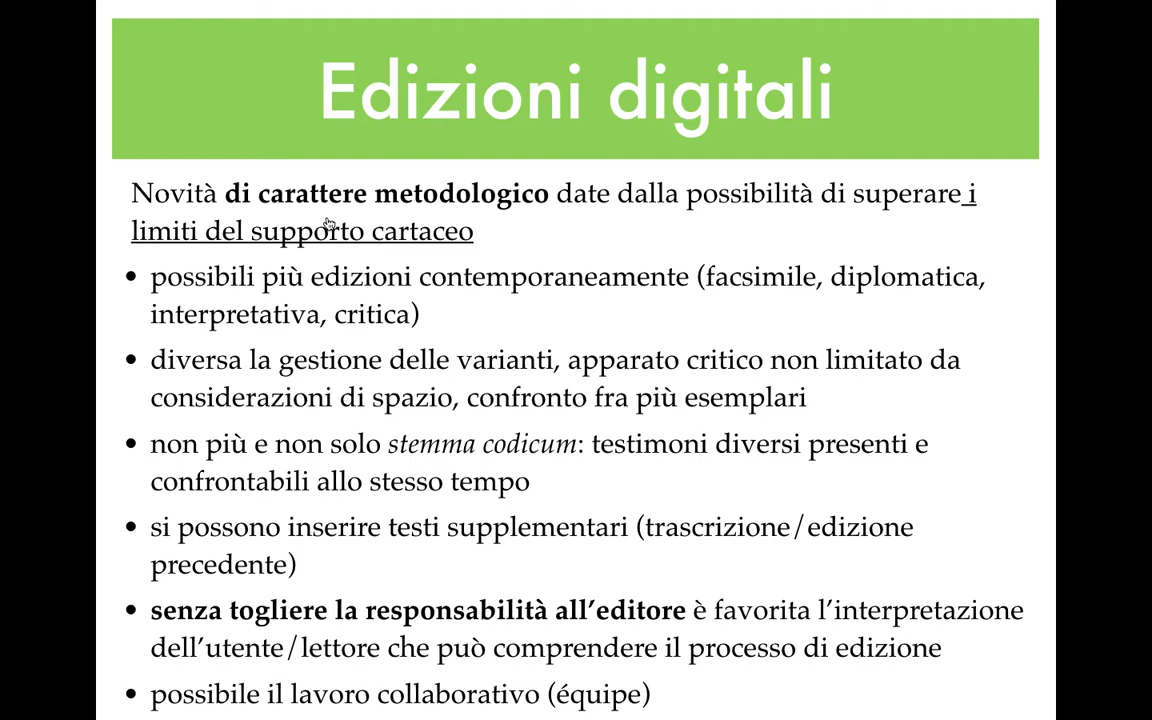 Edizioni digitali
Novità di carattere metodologico date dalla possibilità di superare i
limiti del supporto cartaceo
• possibili più edizioni contemporaneamente (facsimile, diplomatica,
interpretativa, critica)
• diversa la gestione delle varianti, apparato critico non limitato da
considerazioni di spazio, confronto fra più esemplari
• non più e non solo stemma codicum: testimoni diversi presenti e
confrontabili allo stesso tempo
• si possono inserire testi supplementari (trascrizione/edizione
precedente)
• senza togliere la responsabilità all’editore è favorita l’interpretazione
dell’utente/lettore che può comprendere il processo di edizione
• possibile il lavoro collaborativo (équipe)